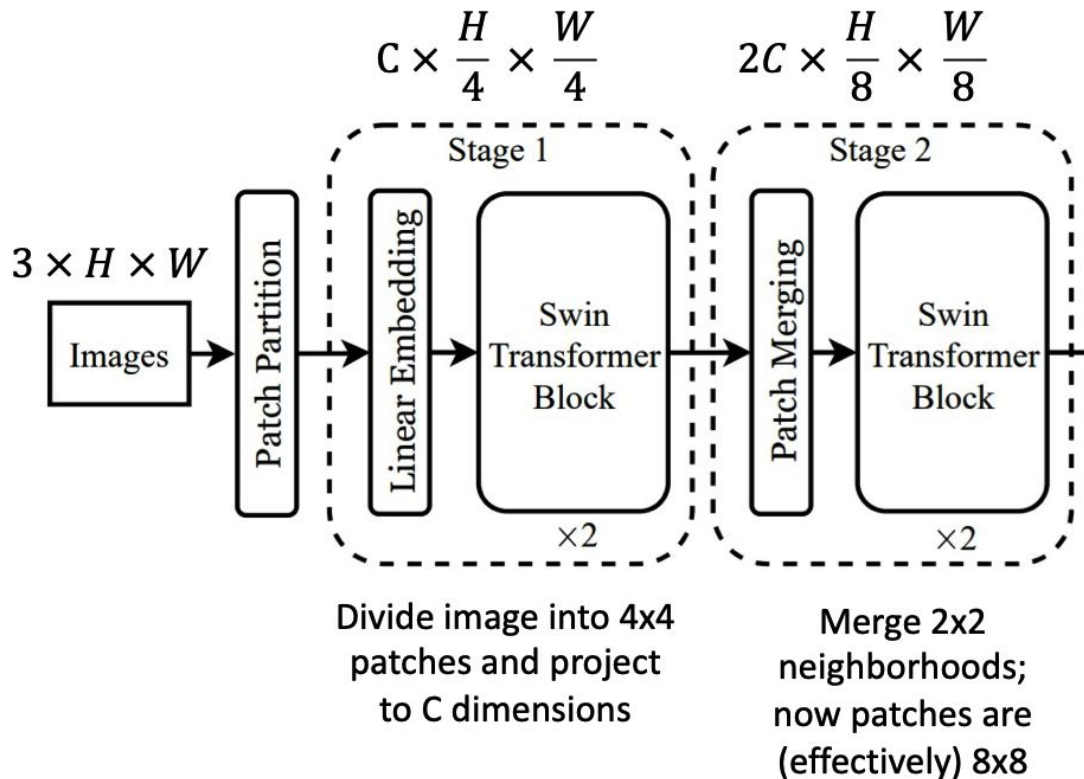 C × H/4 × W/4
2C × H/8 × W/8
Stage 1
Stage 2
3 × H × W
Images
Patch Partition
Linear Embedding
Swin
Transformer
Block
×2
Patch Merging
Swin
Transformer
Block
×2
Divide image into 4x4
patches and project
to C dimensions
Merge 2x2
neighborhoods;
now patches are
(effectively) 8x8